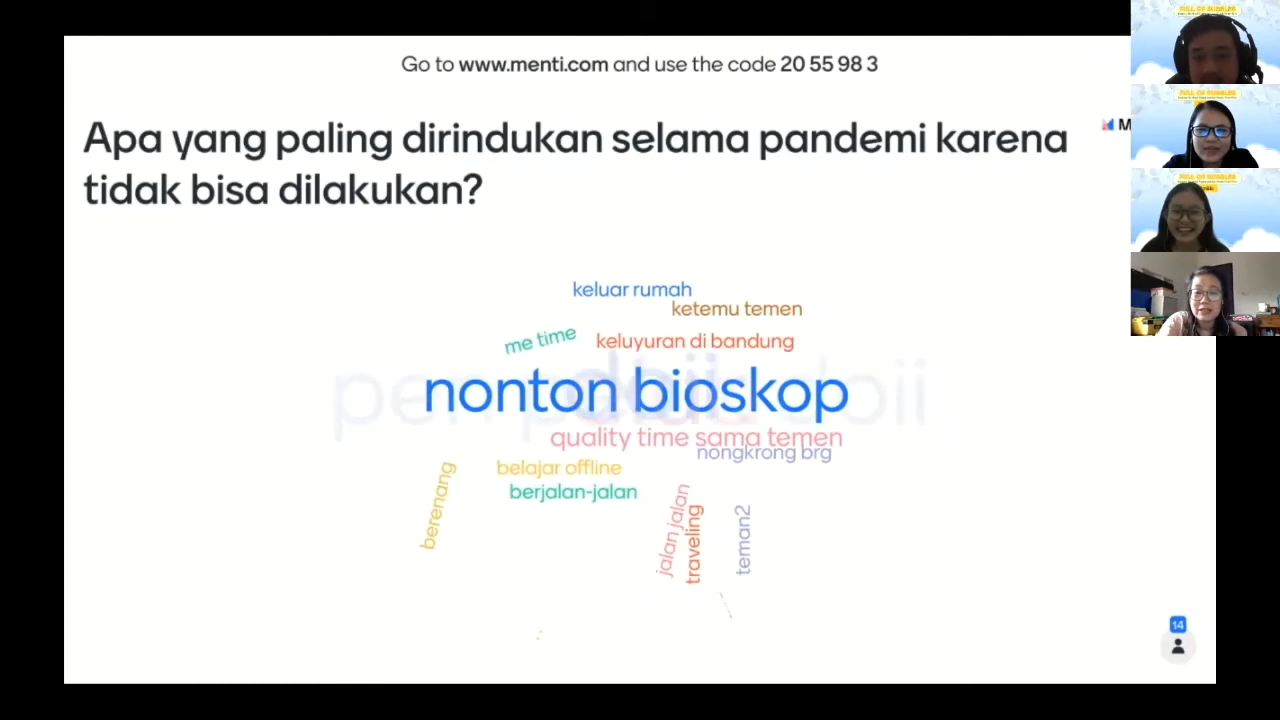 Go to www.menti.com and use the code 20 55 98 3
Apa yang paling dirindukan selama pandemi karena
tidak bisa dilakukan?
M
keluar rumah
ketemu temen
me time
keluyuran di bandung
nonton bioskop
quality time sama temen
nongkrong brg
belajar offline
berjalan-jalan
berenang
jalan jalan
traveling
teman2
14